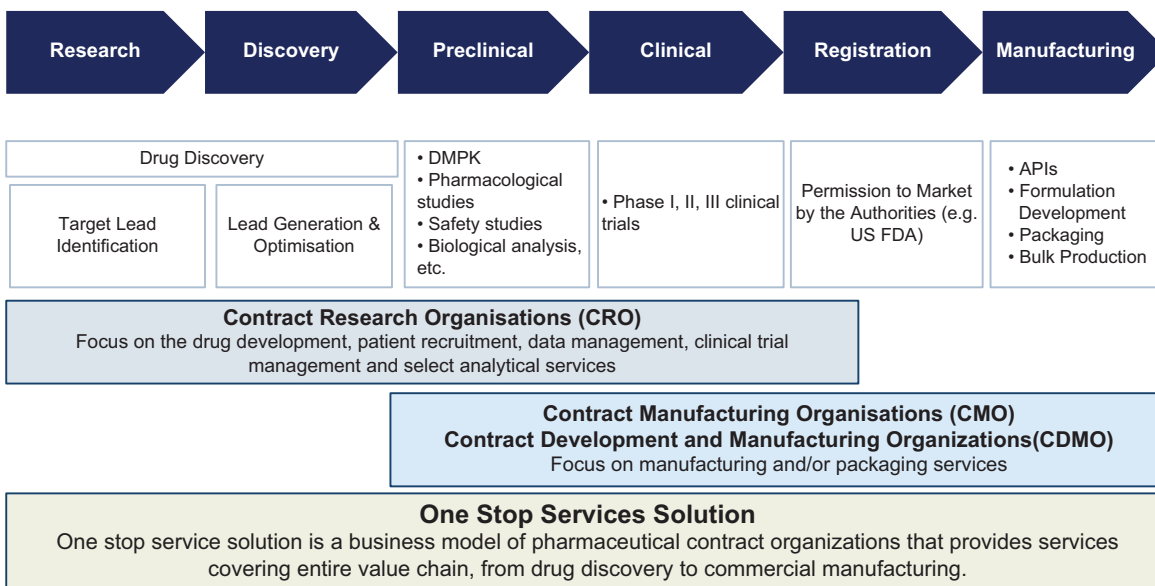 Research
Discovery
Preclinical
Clinical
Registration
Manufacturing
Drug Discovery
Target Lead
Identification
Lead Generation &
Optimisation
• DMPK
• Pharmacological
studies
• Safety studies
• Biological analysis,
etc.
• Phase I, II, III clinical
trials
Permission to Market
by the Authorities (e.g.
US FDA)
• APIs
• Formulation
Development
• Packaging
• Bulk Production
Contract Research Organisations (CRO)
Focus on the drug development, patient recruitment, data management, clinical trial
management and select analytical services
Contract Manufacturing Organisations (CMO)
Contract Development and Manufacturing Organizations(CDMO)
Focus on manufacturing and/or packaging services
One Stop Services Solution
One stop service solution is a business model of pharmaceutical contract organizations that provides services
covering entire value chain, from drug discovery to commercial manufacturing.